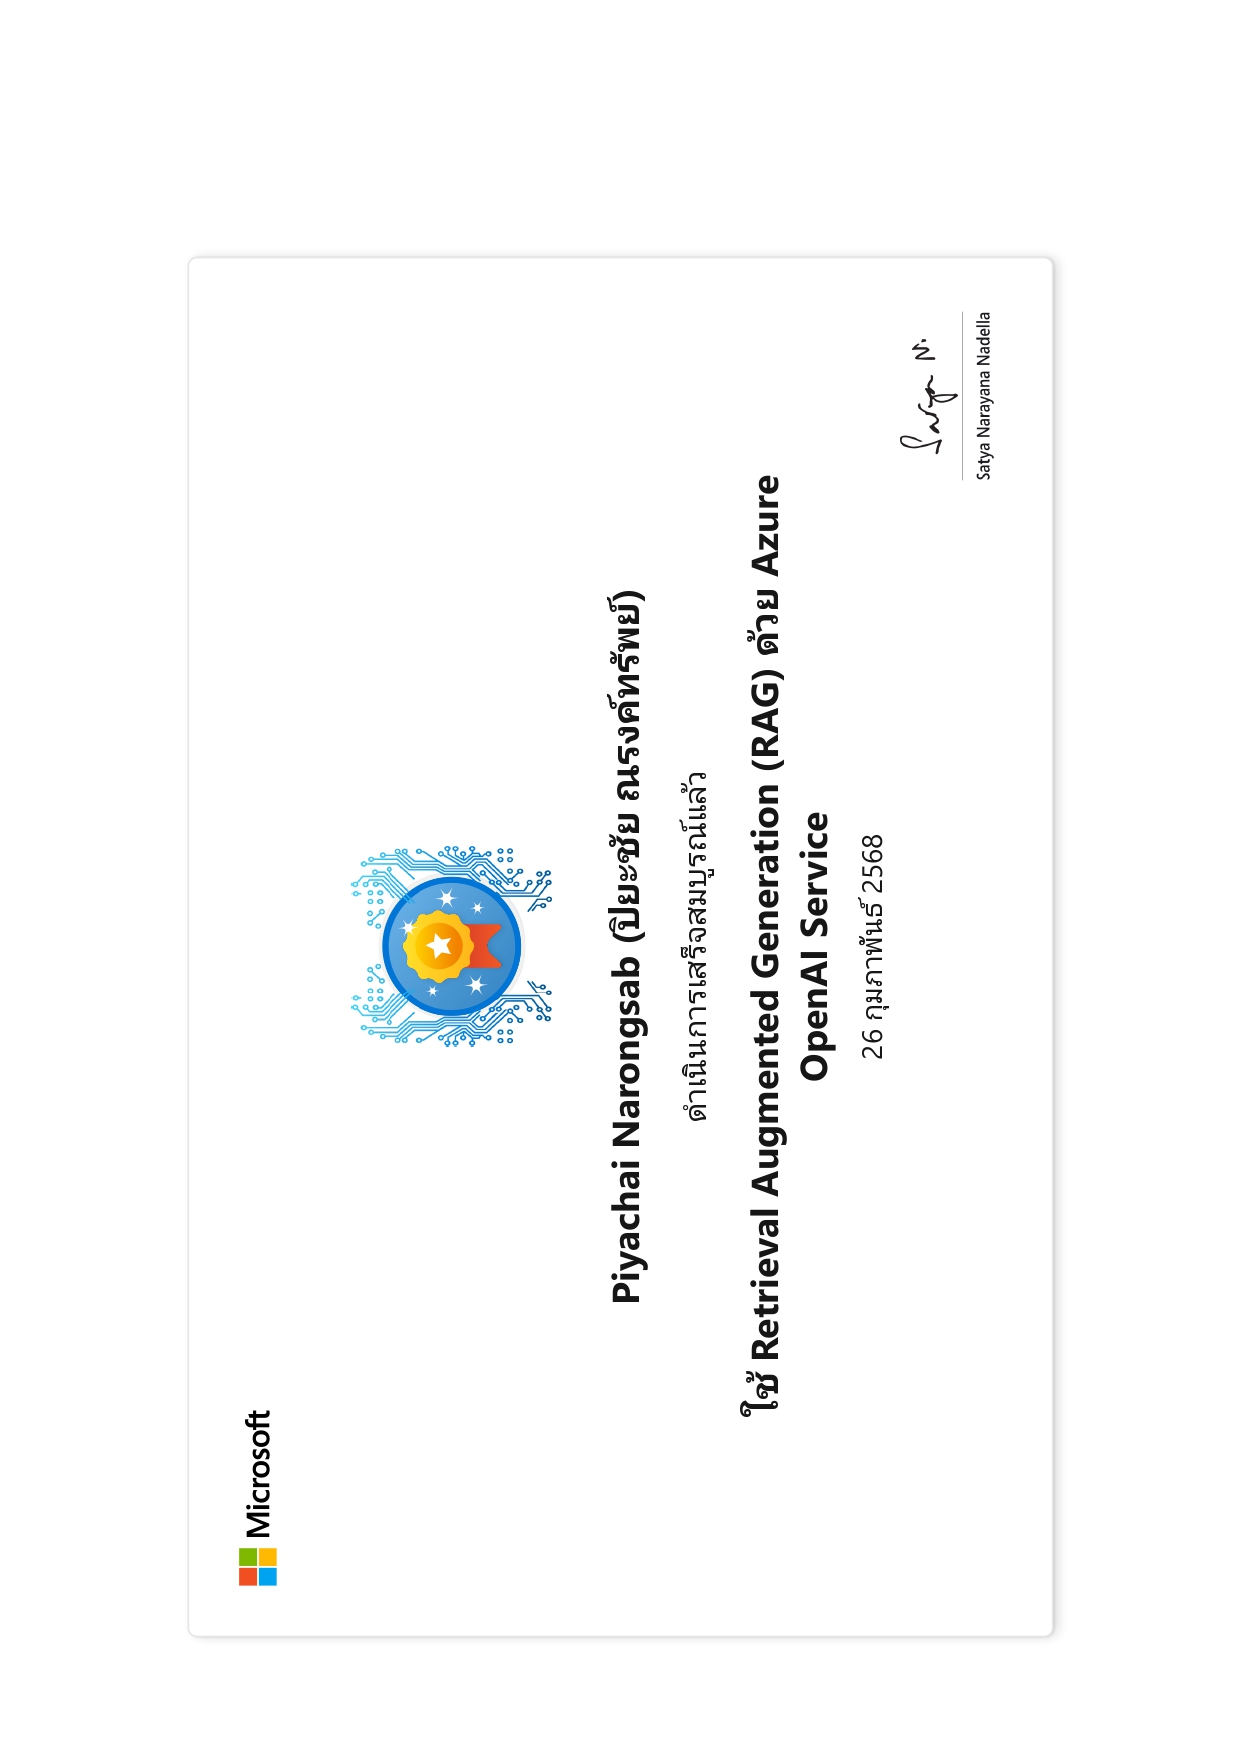 Microsoft
Piyachai Narongsab (ปิยะชัย ณรงค์ทรัพย์)
ดำเนินการเสร็จสมบูรณ์แล้ว
ใช้ Retrieval Augmented Generation (RAG) ด้วย Azure
OpenAI Service
26 กุมภาพันธ์ 2568
Satya N.
Satya Narayana Nadella